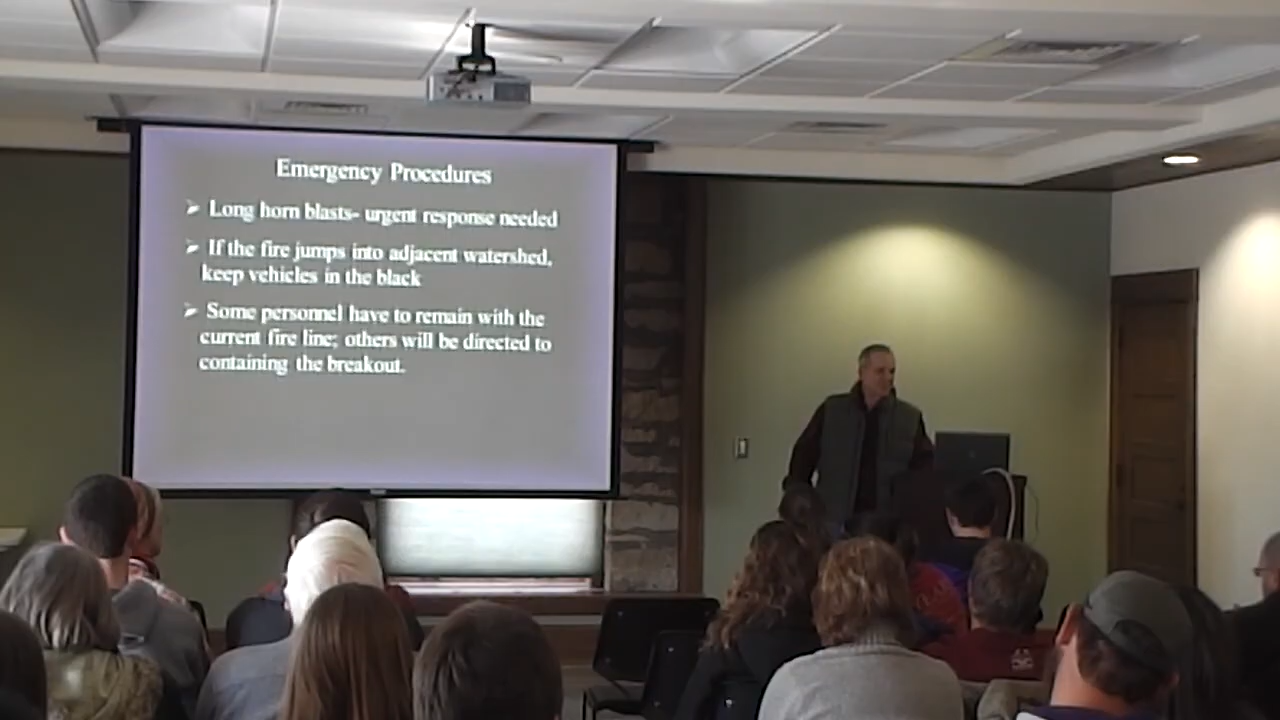 Emergency Procedures
➢ Long horn blasts- urgent response needed
➢ If the fire jumps into adjacent watershed,
keep vehicles in the black
➢ Some personnel have to remain with the
current fire line; others will be directed to
containing the breakout.